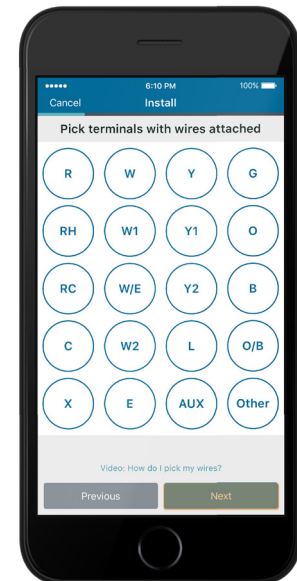 6:10 PM 100%
Cancel Install
Pick terminals with wires attached
R W Y G
RH W1 Y1 O
RC W/E Y2 B
C W2 L O/B
X E AUX Other
Video: How do I pick my wires?
Previous Next